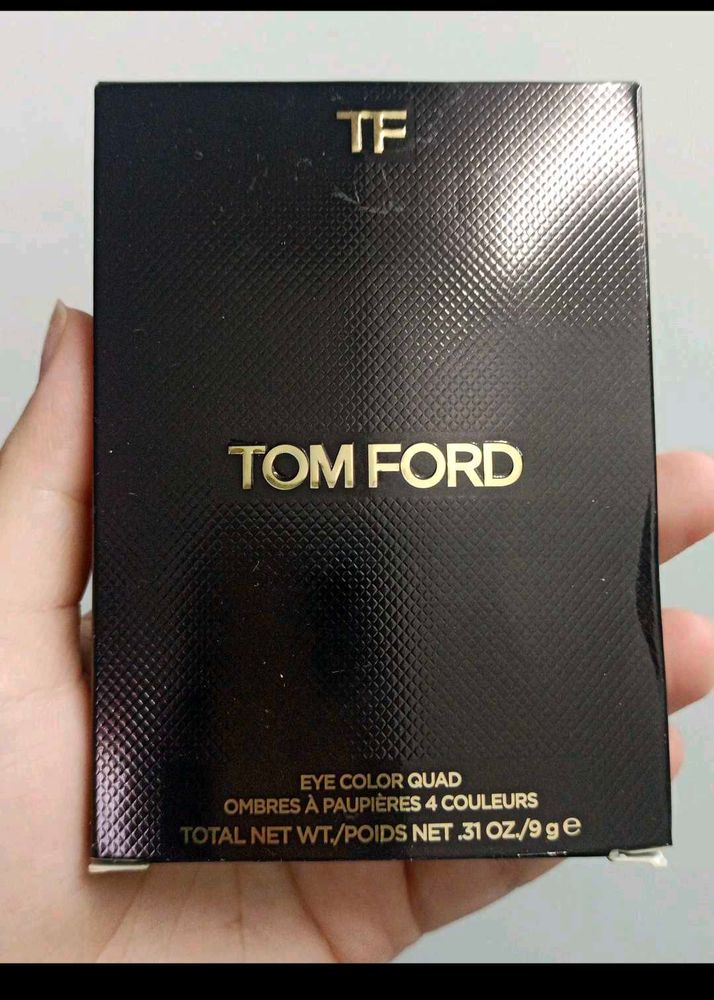 TF
TOM FORD
EYE COLOR QUAD
OMBRES À PAUPIÈRES 4 COULEURS
TOTAL NET WT./POIDS NET .31 OZ./9 g ℮